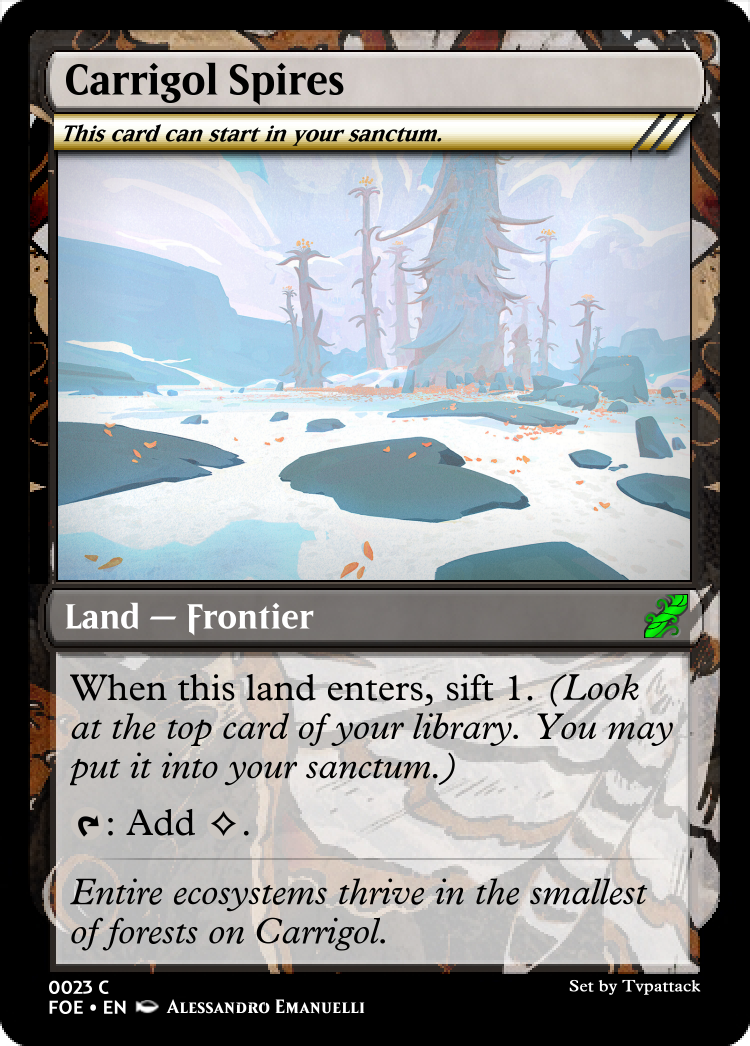 Carrigol Spires
This card can start in your sanctum.
Land — Frontier
When this land enters, sift 1. (Look
at the top card of your library. You may
put it into your sanctum.)
: Add .
Entire ecosystems thrive in the smallest
of forests on Carrigol.
0023 C
Set by Tvpattack
FOE • EN Alessandro Emanuelli